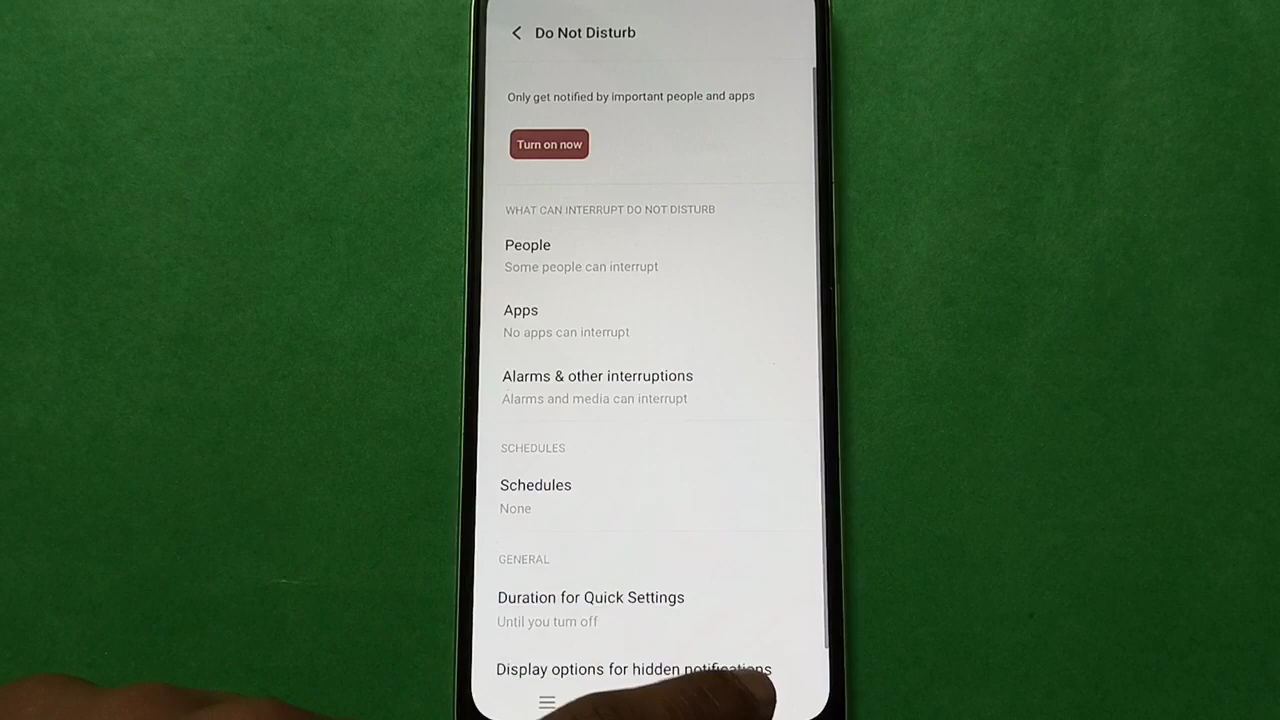 Do Not Disturb
Only get notified by important people and apps
Turn on now
WHAT CAN INTERRUPT DO NOT DISTURB
People
Some people can interrupt
Apps
No apps can interrupt
Alarms & other interruptions
Alarms and media can interrupt
SCHEDULES
Schedules
None
GENERAL
Duration for Quick Settings
Until you turn off
Display options for hidden notifications